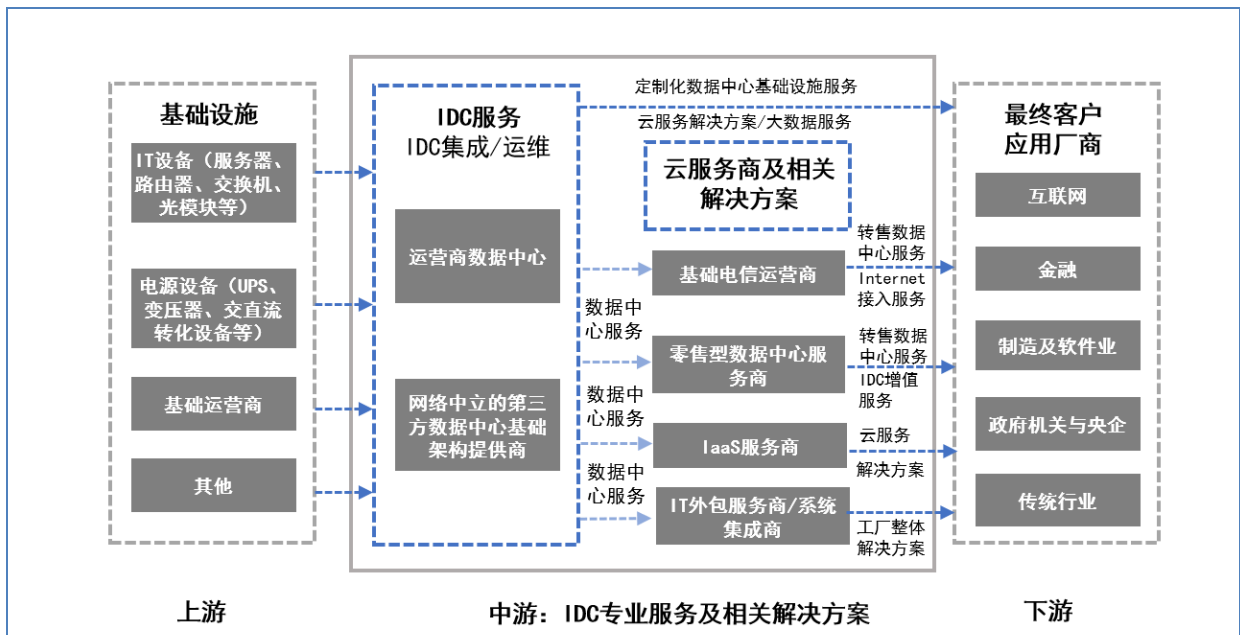 基础设施
IT设备（服务器、
路由器、交换机、
光模块等）
电源设备（UPS、
变压器、交直流
转化设备等）
基础运营商
其他
上游
IDC服务
IDC集成/运维
运营商数据中心
网络中立的第三
方数据中心基础
架构提供商
定制化数据中心基础设施服务
云服务解决方案/大数据服务
云服务商及相关
解决方案
数据中
心服务
数据中
心服务
数据中
心服务
基础电信运营商
零售型数据中心服
务商
IaaS服务商
IT外包服务商/系统
集成商
转售数据
中心服务
Internet
接入服务
转售数据
中心服务
IDC增值
服务
云服务
解决方案
工厂整体
解决方案
中游：IDC专业服务及相关解决方案
最终客户
应用厂商
互联网
金融
制造及软件业
政府机关与央企
传统行业
下游